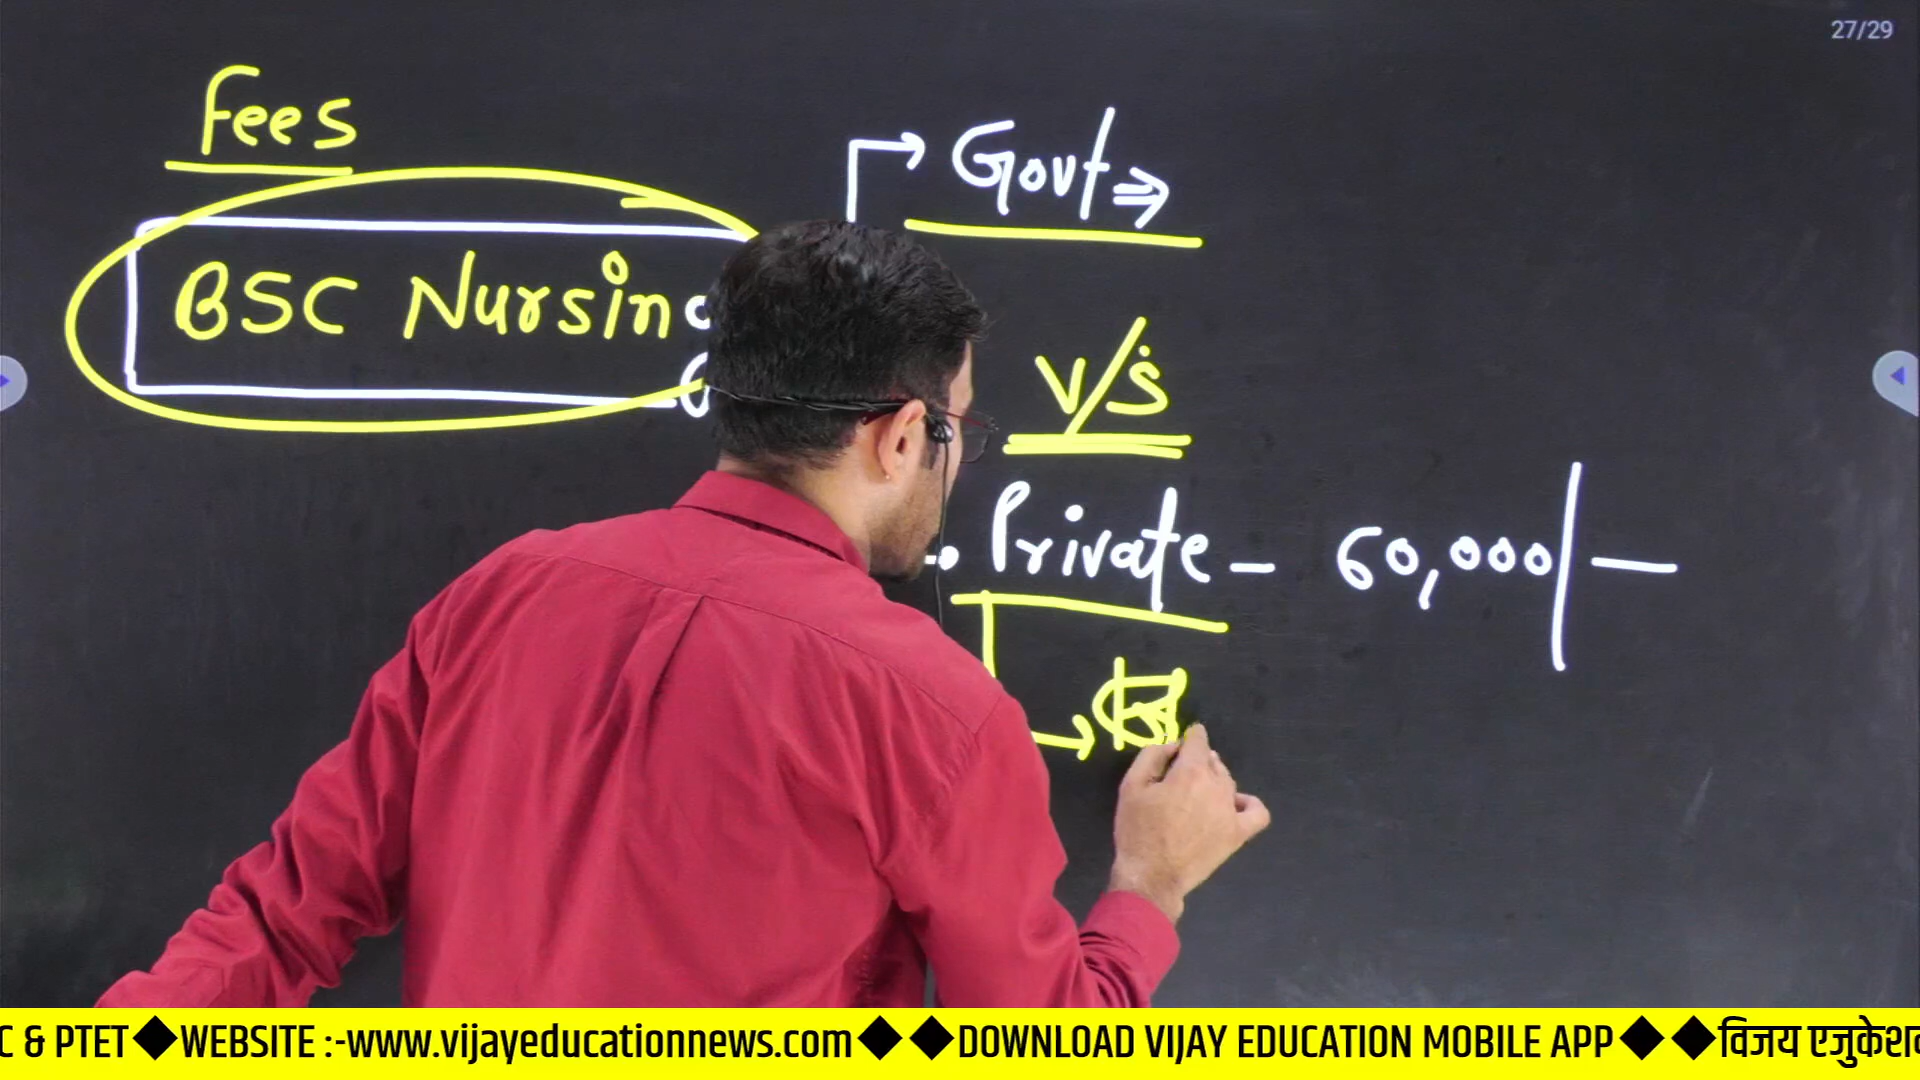 27/29
Fees
Govt ⇒
BSC Nursing
V/S
Private - 60,000/-
C & PTET◆WEBSITE :-www.vijayeducationnews.com◆ ◆DOWNLOAD VIJAY EDUCATION MOBILE APP◆ ◆विजय एजुकेश